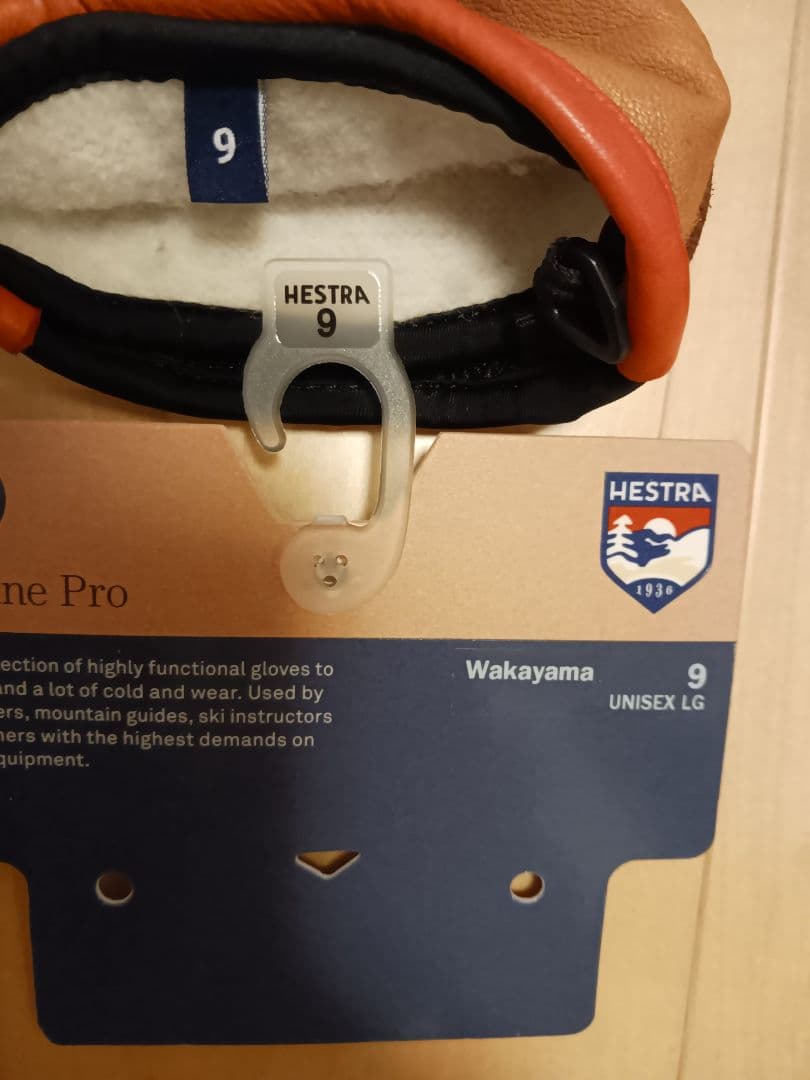 9
HESTRA
9
HESTRA
1936
ne Pro
ection of highly functional gloves to
and a lot of cold and wear. Used by
ers, mountain guides, ski instructors
ners with the highest demands on
quipment.
Wakayama
9
UNISEX LG